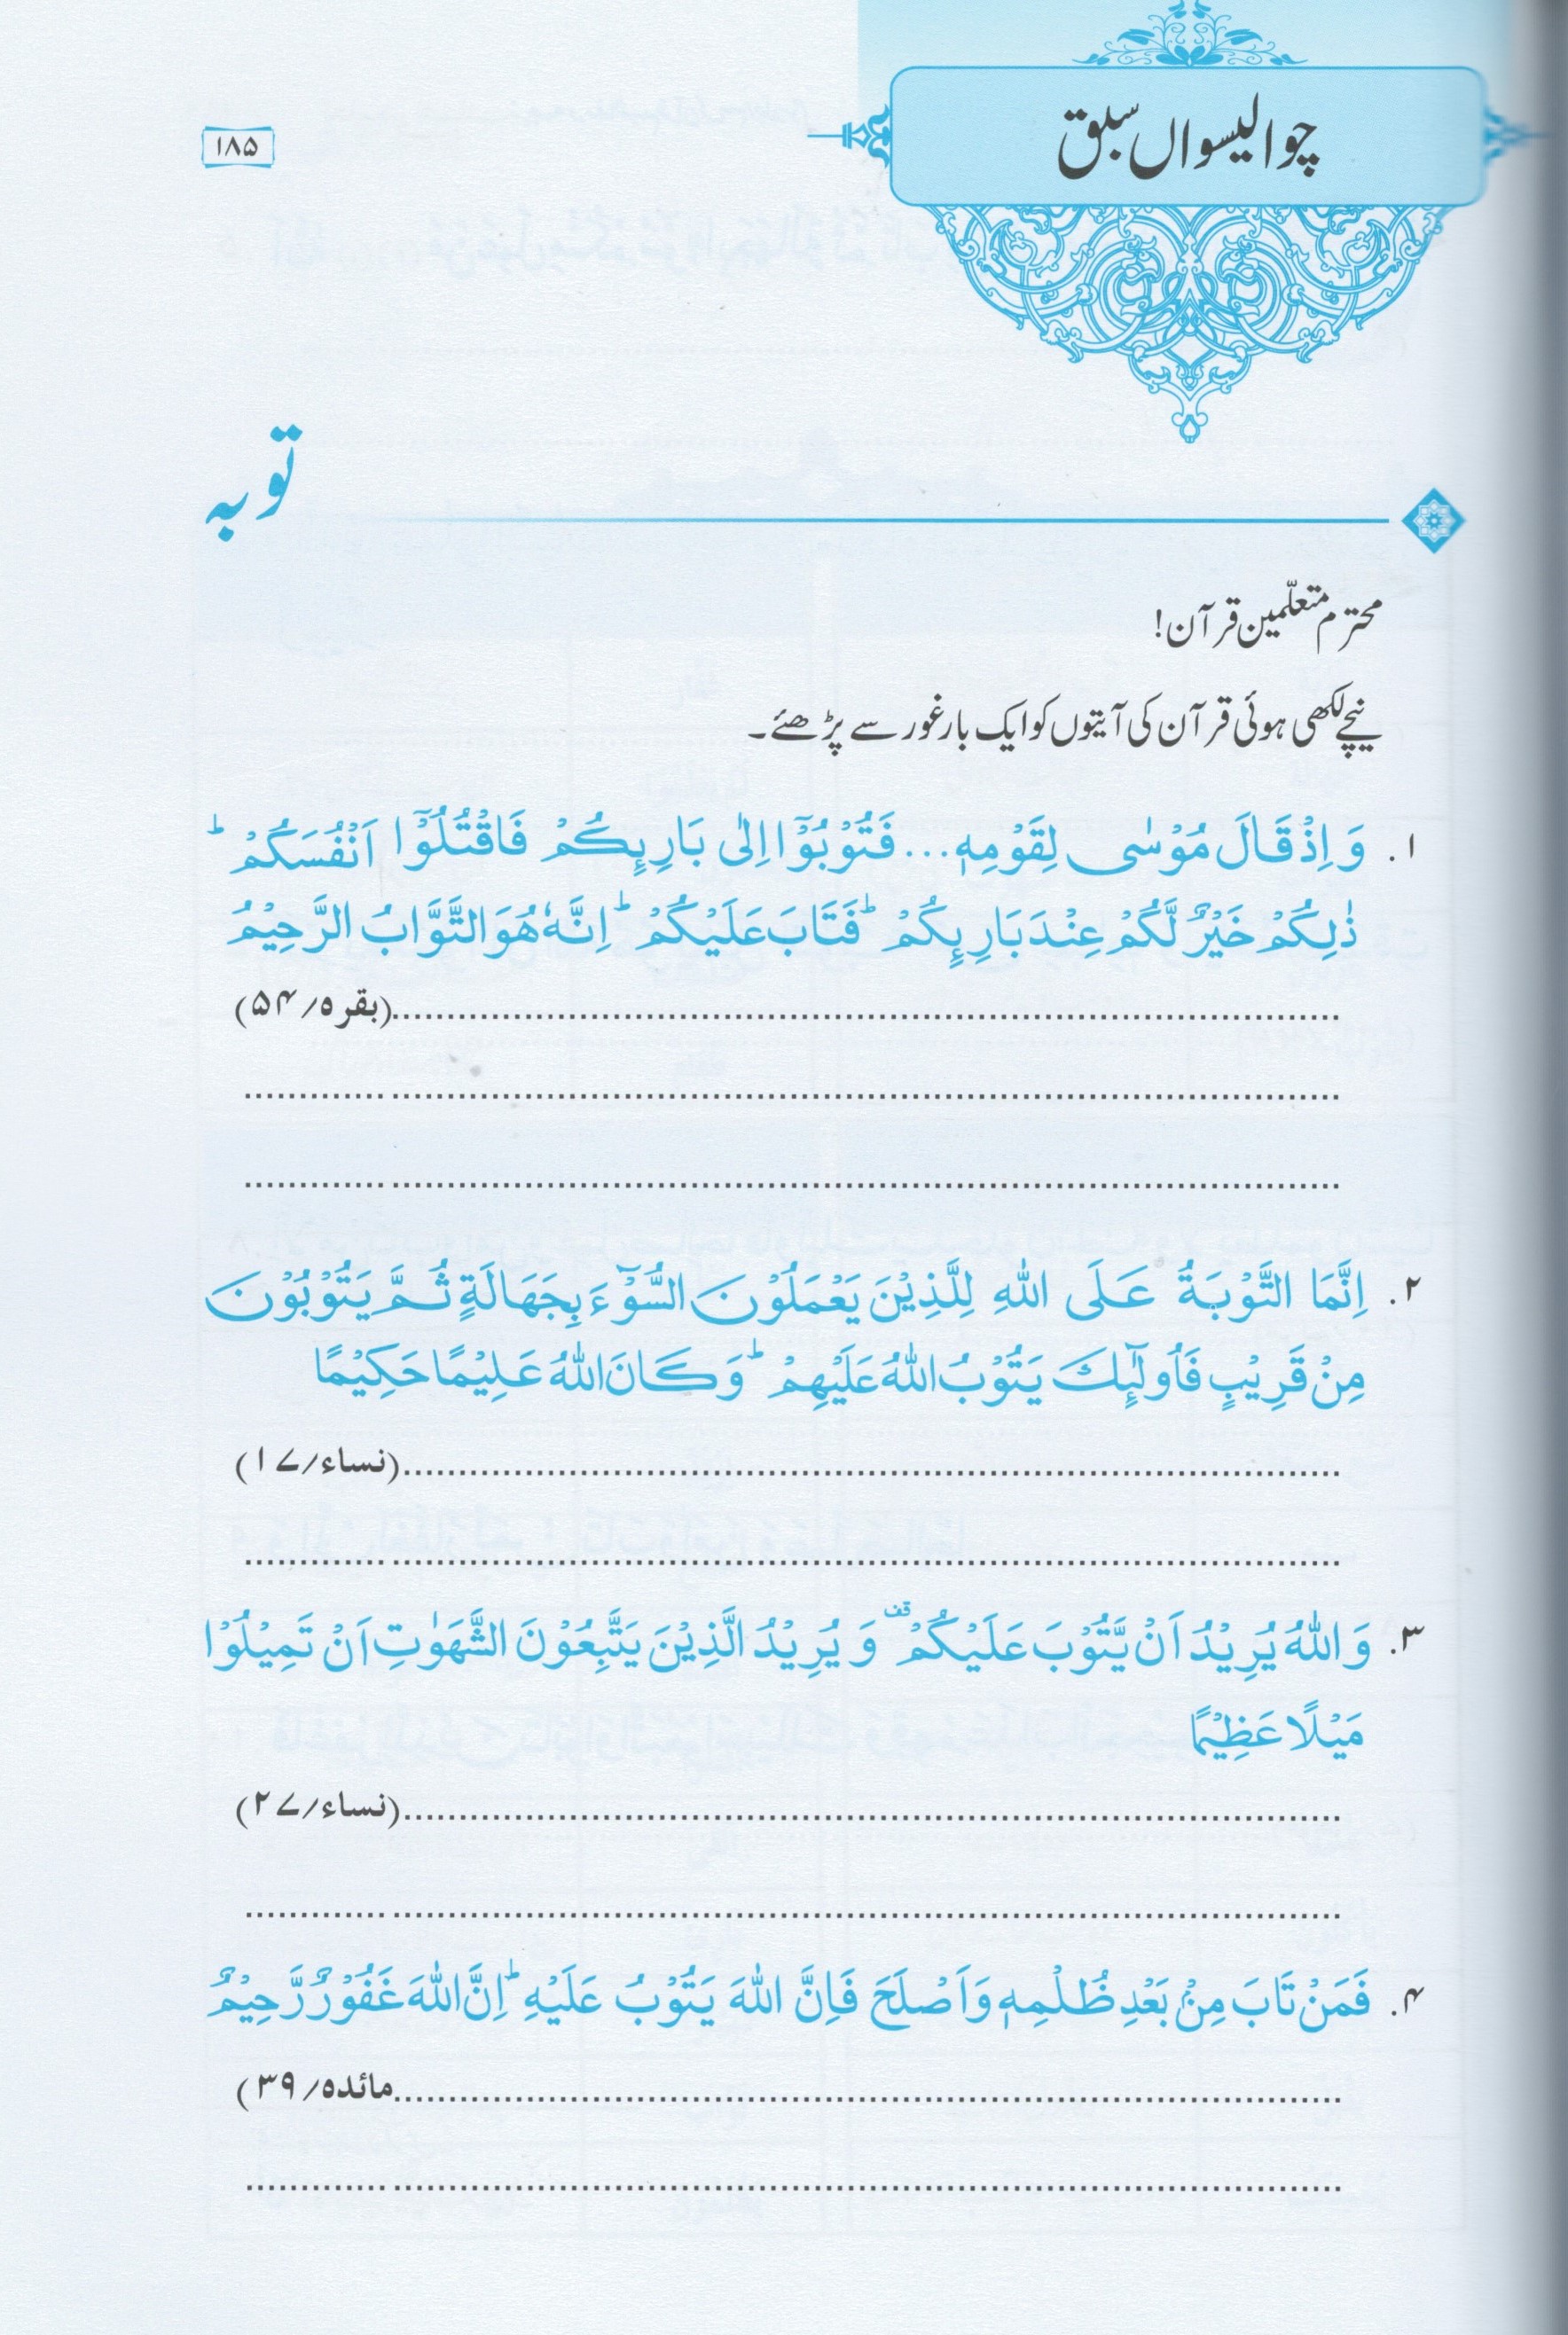 چوالیسواں سبق
۱۸۵
توبہ
محترم متعلّمین قرآن!
نیچے لکھی ہوئی قرآن کی آیتوں کو ایک بار غور سے پڑھئے۔
۱. وَ اِذْ قَالَ مُوْسٰى لِقَوْمِهٖ... فَتُوْبُوْٓا اِلٰى بَارِىِٕكُمْ فَاقْتُلُوْٓا اَنْفُسَكُمْ ؕ
ذٰلِكُمْ خَيْرٌ لَّكُمْ عِنْدَ بَارِىِٕكُمْ ؕ فَتَابَ عَلَيْكُمْ ؕ اِنَّهٗ هُوَ التَّوَّابُ الرَّحِيْمُ
(بقرہ/۵۴)
۲. اِنَّمَا التَّوْبَةُ عَلَى اللّٰهِ لِلَّذِيْنَ يَعْمَلُوْنَ السُّوْٓءَ بِجَهَالَةٍ ثُمَّ يَتُوْبُوْنَ
مِنْ قَرِيْبٍ فَاُولٰٓىِٕكَ يَتُوْبُ اللّٰهُ عَلَيْهِمْ ؕ وَ كَانَ اللّٰهُ عَلِيْمًا حَكِيْمًا
(نساء/۱۷)
۳. وَ اللّٰهُ يُرِيْدُ اَنْ يَّتُوْبَ عَلَيْكُمْ ۫ وَ يُرِيْدُ الَّذِيْنَ يَتَّبِعُوْنَ الشَّهَوٰتِ اَنْ تَمِيْلُوْا
مَيْلًا عَظِيْمًا
(نساء/۲۷)
۴. فَمَنْ تَابَ مِنْۢ بَعْدِ ظُلْمِهٖ وَ اَصْلَحَ فَاِنَّ اللّٰهَ يَتُوْبُ عَلَيْهِ ؕ اِنَّ اللّٰهَ غَفُوْرٌ رَّحِيْمٌ
مائدہ/۳۹)